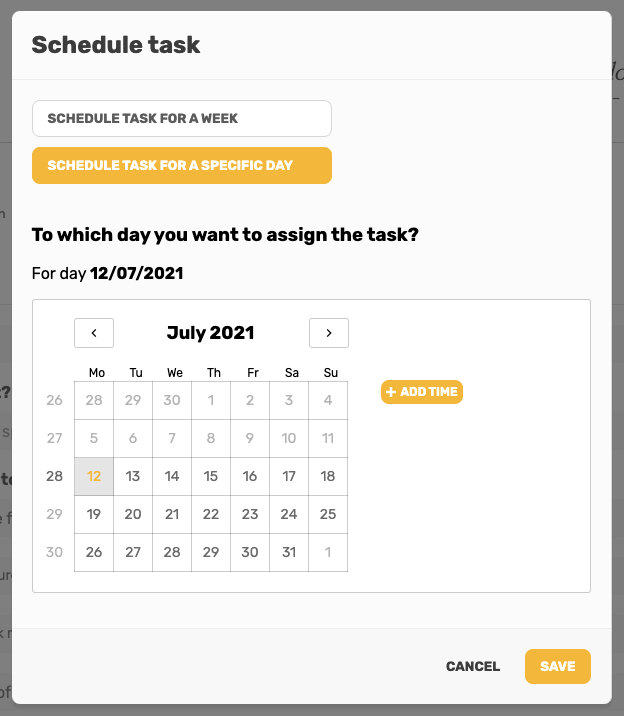 Schedule task
SCHEDULE TASK FOR A WEEK
SCHEDULE TASK FOR A SPECIFIC DAY
To which day you want to assign the task?
For day 12/07/2021
‹ July 2021 ›
Mo Tu We Th Fr Sa Su
26 28 29 30 1 2 3 4
+ ADD TIME
27 5 6 7 8 9 10 11
28 12 13 14 15 16 17 18
29 19 20 21 22 23 24 25
30 26 27 28 29 30 31 1
CANCEL SAVE